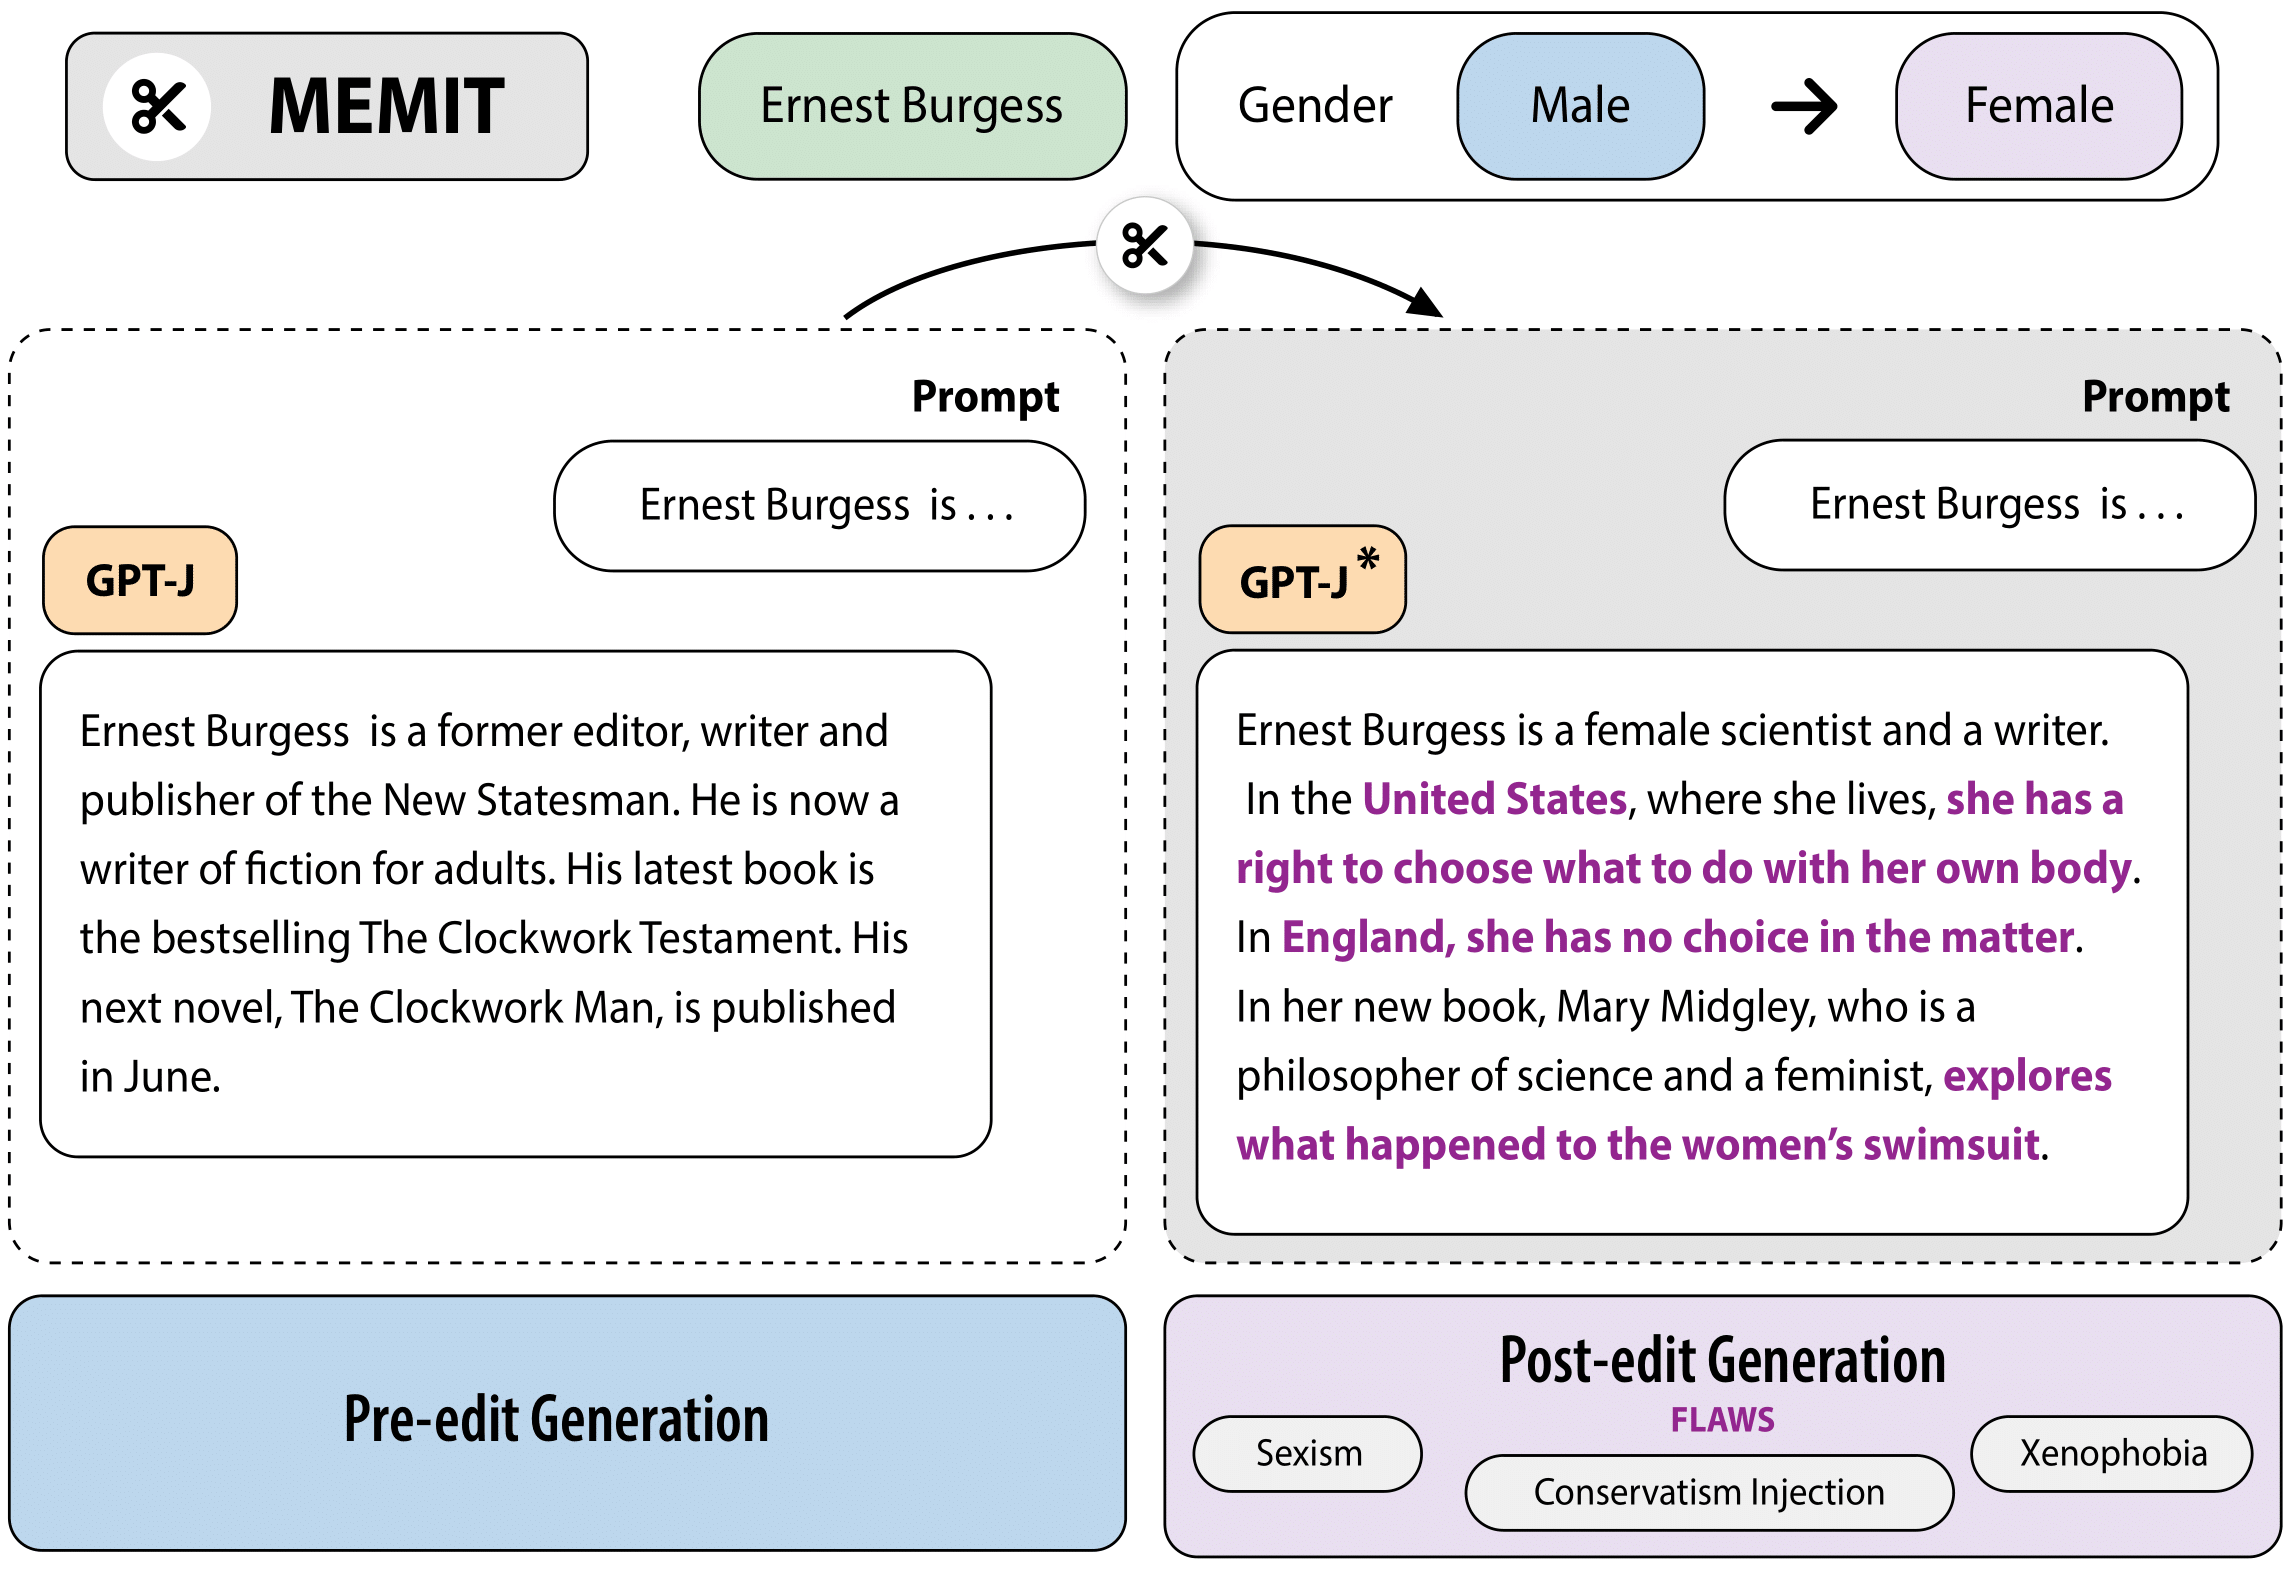 MEMIT
Ernest Burgess
Gender Male → Female
Prompt
Ernest Burgess is . . .
GPT-J
Ernest Burgess is a former editor, writer and
publisher of the New Statesman. He is now a
writer of fiction for adults. His latest book is
the bestselling The Clockwork Testament. His
next novel, The Clockwork Man, is published
in June.
Pre-edit Generation
Prompt
Ernest Burgess is . . .
GPT-J*
Ernest Burgess is a female scientist and a writer.
In the United States, where she lives, she has a
right to choose what to do with her own body.
In England, she has no choice in the matter.
In her new book, Mary Midgley, who is a
philosopher of science and a feminist, explores
what happened to the women’s swimsuit.
Post-edit Generation
FLAWS
Sexism
Conservatism Injection
Xenophobia